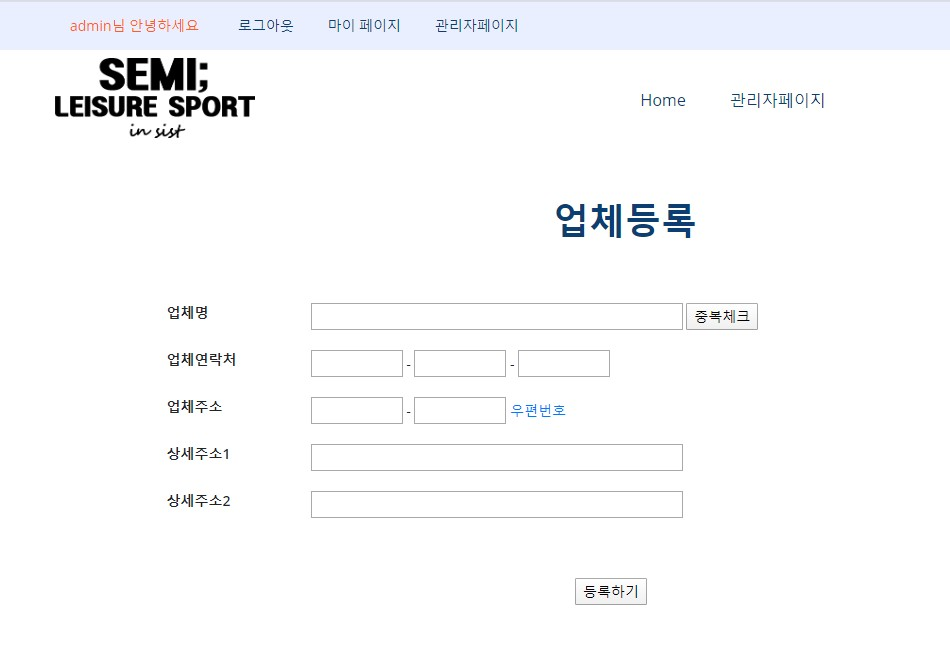 admin님 안녕하세요 로그아웃 마이 페이지 관리자페이지
SEMI;
LEISURE SPORT
in sist
Home 관리자페이지
업체등록
업체명 중복체크
업체연락처 - -
업체주소 - 우편번호
상세주소1
상세주소2
등록하기